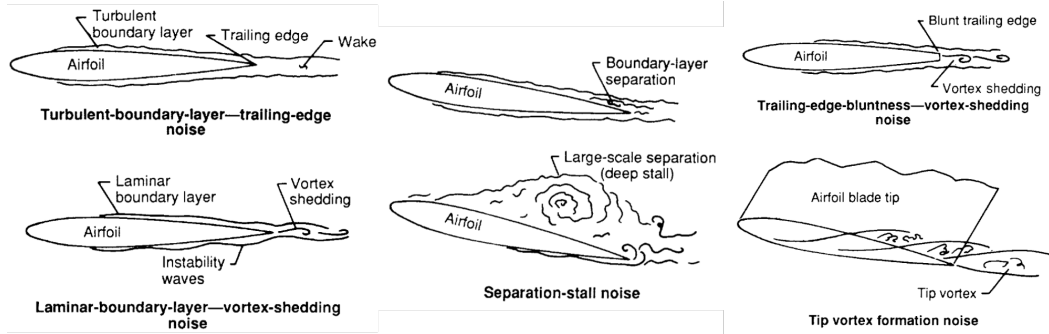 Turbulent
boundary layer
Trailing edge
Wake
Airfoil
Turbulent-boundary-layer—trailing-edge
noise
Laminar
boundary layer
Vortex
shedding
Airfoil
Instability
waves
Laminar-boundary-layer—vortex-shedding
noise
Boundary-layer
separation
Airfoil
Large-scale separation
(deep stall)
Airfoil
Separation-stall noise
Blunt trailing edge
Airfoil
Vortex shedding
Trailing-edge-bluntness—vortex-shedding
noise
Airfoil blade tip
Tip vortex
Tip vortex formation noise